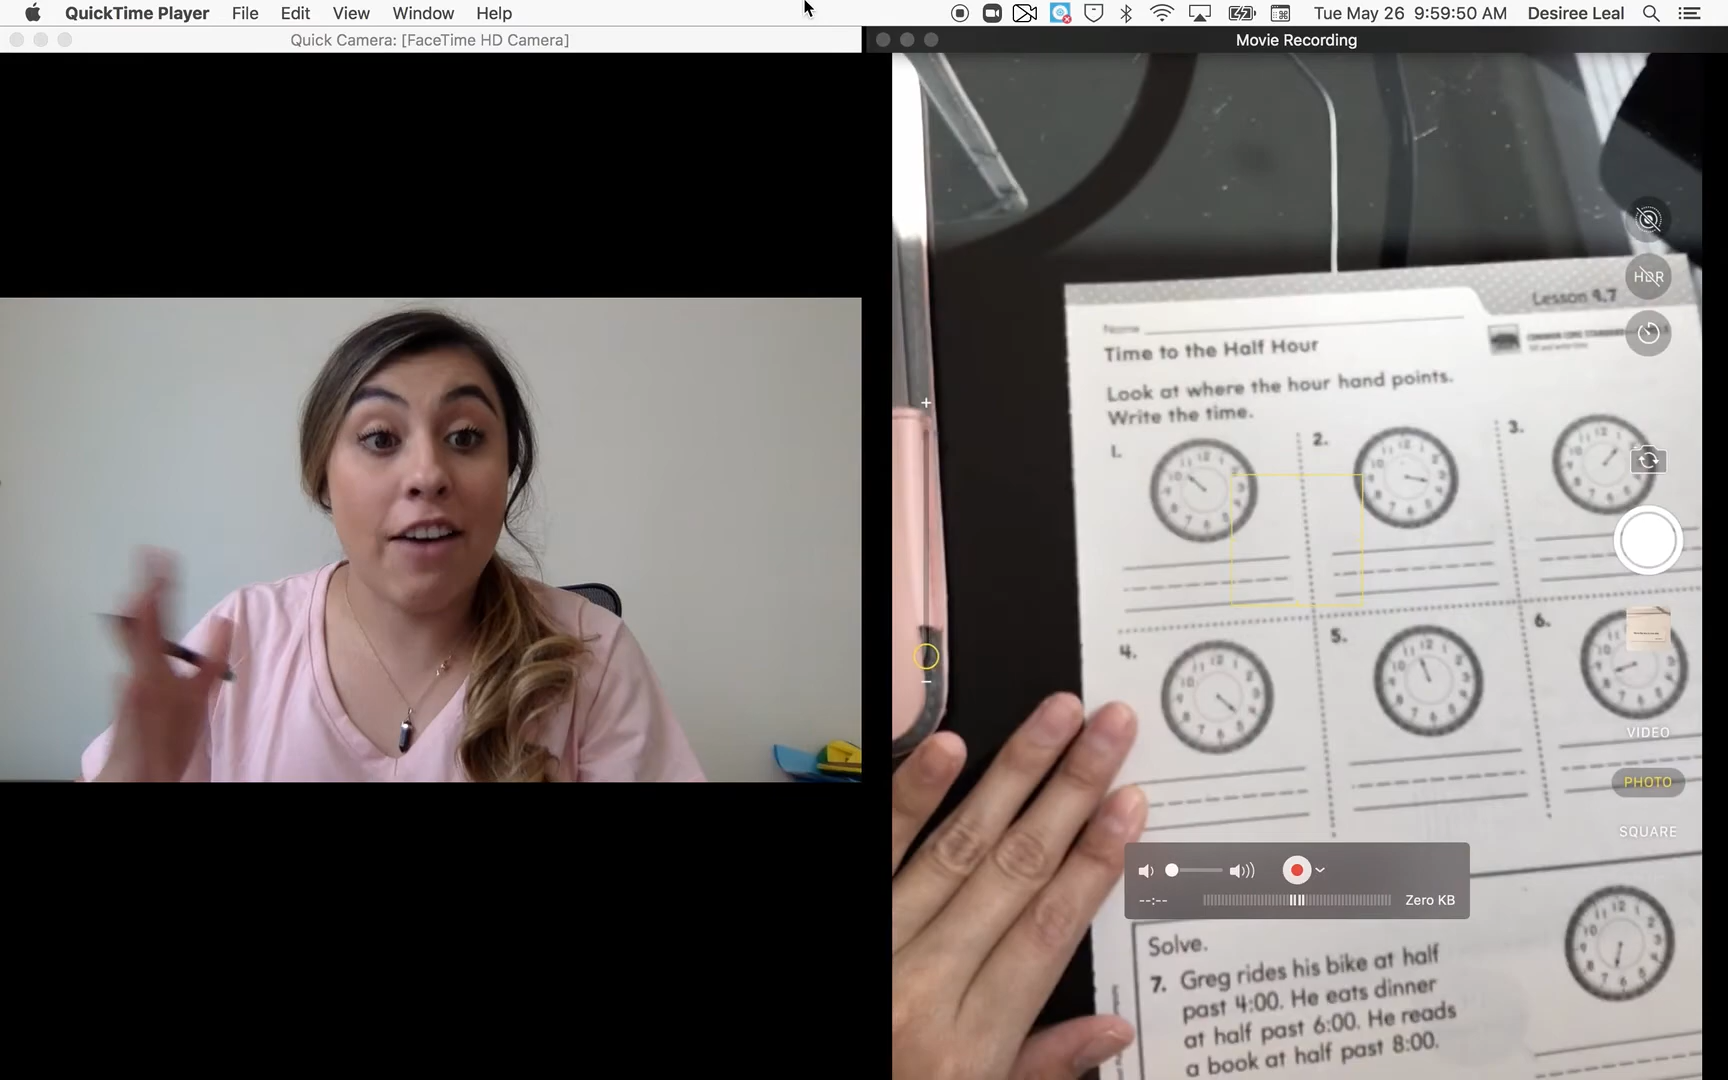 QuickTime Player File Edit View Window Help
Tue May 26 9:59:50 AM Desiree Leal
Quick Camera: [FaceTime HD Camera]
Movie Recording
HDR
Lesson 9.7
Name
COMMON CORE
Time to the Half Hour
Look at where the hour hand points.
Write the time.
1.
2.
3.
4.
5.
6.
VIDEO
PHOTO
SQUARE
--:--
Zero KB
Solve.
7. Greg rides his bike at half
past 4:00. He eats dinner
at half past 6:00. He reads
a book at half past 8:00.